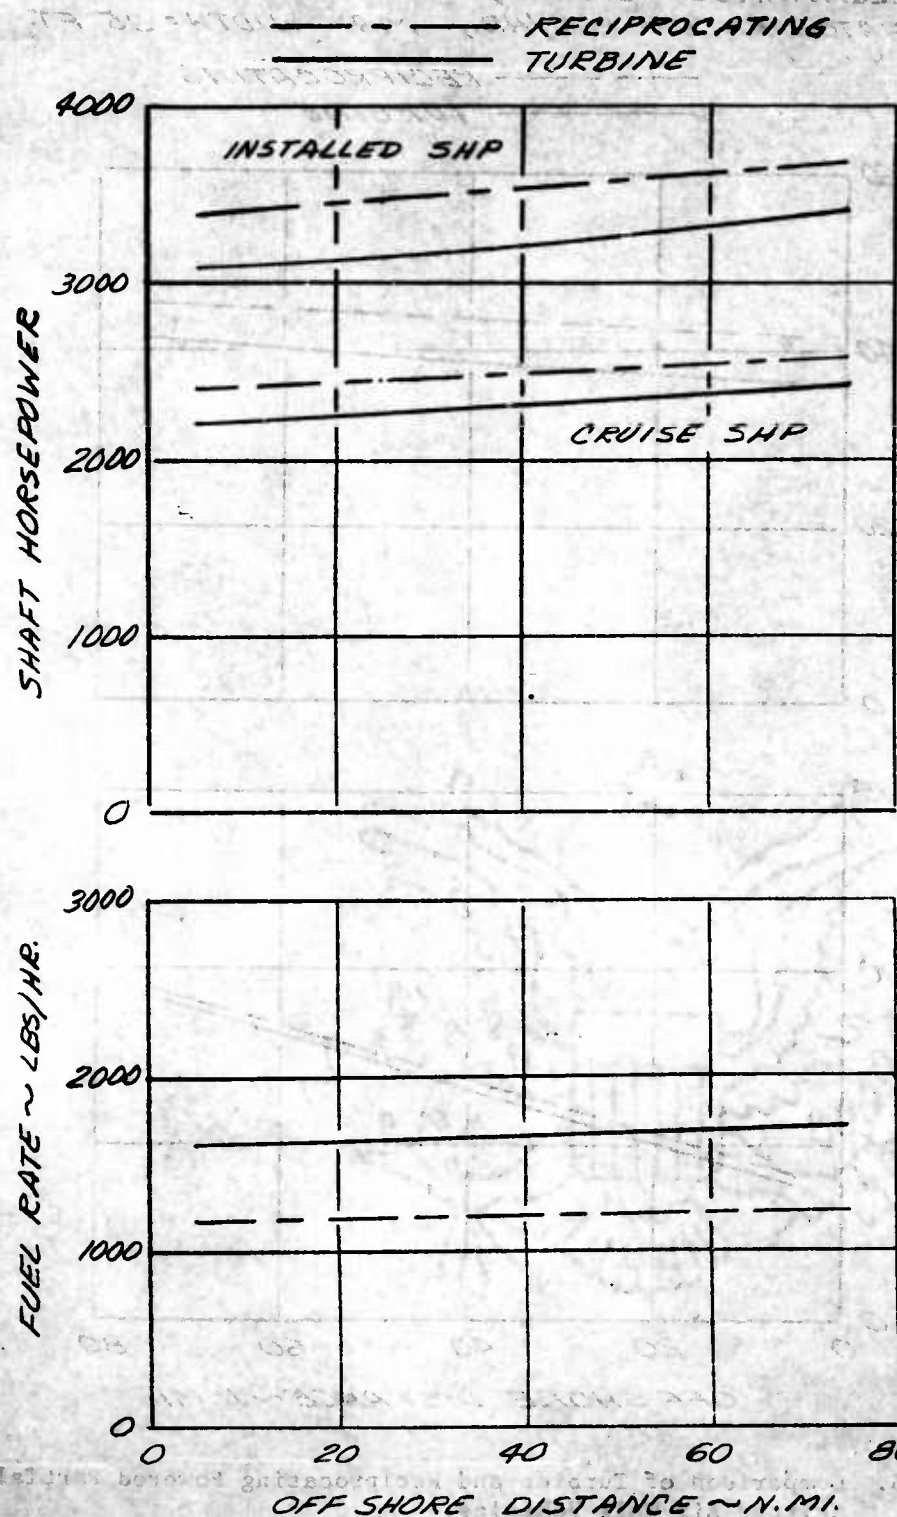 RECIPROCATING
TURBINE
4000
INSTALLED SHP
3000
CRUISE SHP
2000
1000
0
SHAFT HORSEPOWER
3000
2000
1000
0
FUEL RATE ~ LBS/HR.
0 20 40 60 80
OFF SHORE DISTANCE ~ N.MI.